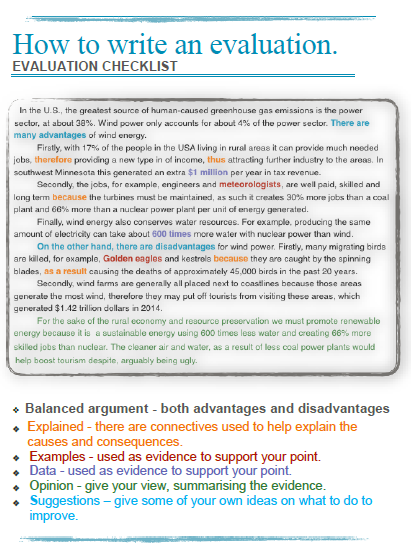 How to write an evaluation.
EVALUATION CHECKLIST
In the U.S., the greatest source of human-caused greenhouse gas emissions is the power
sector, at about 38%. Wind power only accounts for about 4% of the power sector. There are
many advantages of wind energy.
Firstly, with 17% of the people in the USA living in rural areas it can provide much needed
jobs, therefore providing a new type in of income, thus attracting further industry to the areas. In
southwest Minnesota this generated an extra $1 million per year in tax revenue.
Secondly, the jobs, for example, engineers and meteorologists, are well paid, skilled and
long term because the turbines must be maintained, as such it creates 30% more jobs than a coal
plant and 66% more than a nuclear power plant per unit of energy generated.
Finally, wind energy also conserves water resources. For example, producing the same
amount of electricity can take about 600 times more water with nuclear power than wind.
On the other hand, there are disadvantages for wind power. Firstly, many migrating birds
are killed, for example, Golden eagles and kestrels because they are caught by the spinning
blades, as a result causing the deaths of approximately 45,000 birds in the past 20 years.
Secondly, wind farms are generally all placed next to coastlines because those areas
generate the most wind, therefore they may put off tourists from visiting these areas, which
generated $1.42 trillion dollars in 2014.
For the sake of the rural economy and resource preservation we must promote renewable
energy because it is a sustainable energy using 600 times less water and creating 66% more
skilled jobs than nuclear. The cleaner air and water, as a result of less coal power plants would
help boost tourism despite, arguably being ugly.
❖ Balanced argument - both advantages and disadvantages
❖ Explained - there are connectives used to help explain the
causes and consequences.
❖ Examples - used as evidence to support your point.
❖ Data - used as evidence to support your point.
❖ Opinion - give your view, summarising the evidence.
❖ Suggestions – give some of your own ideas on what to do to
improve.